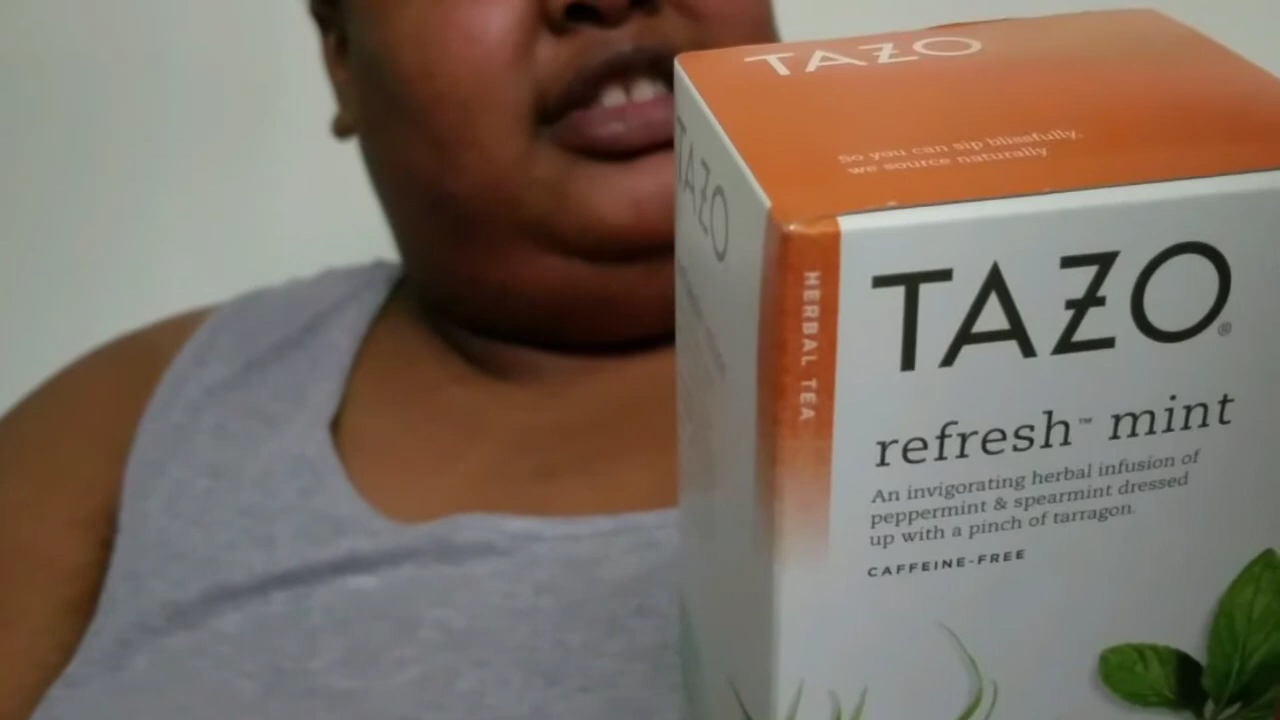 TAZO
So you can sip blissfully,
we source naturally
TAZO
HERBAL TEA
TAZO®
refresh™ mint
An invigorating herbal infusion of
peppermint & spearmint dressed
up with a pinch of tarragon.
CAFFEINE-FREE